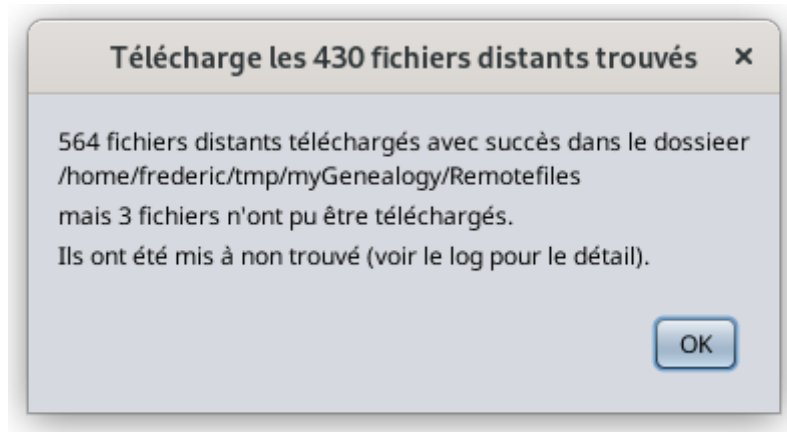 Télécharge les 430 fichiers distants trouvés ×
564 fichiers distants téléchargés avec succès dans le dossieer
/home/frederic/tmp/myGenealogy/Remotefiles
mais 3 fichiers n'ont pu être téléchargés.
Ils ont été mis à non trouvé (voir le log pour le détail).
OK